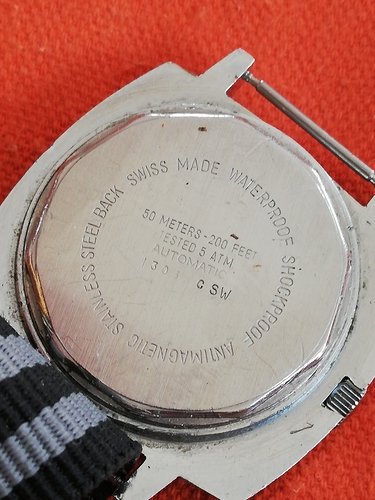 STAINLESS STEEL BACK SWISS MADE WATERPROOF SHOCKPROOF ANTIMAGNETIC
50 METERS-200 FEET
TESTED 5 ATM
AUTOMATIC
CSW